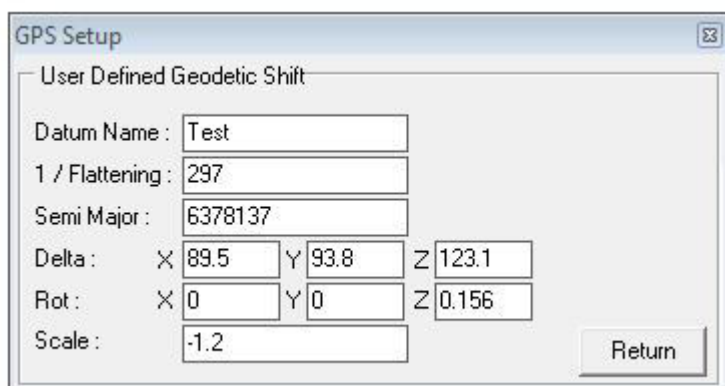 GPS Setup
User Defined Geodetic Shift
Datum Name : Test
1 / Flattening : 297
Semi Major : 6378137
Delta : X 89.5 Y 93.8 Z 123.1
Rot : X 0 Y 0 Z 0.156
Scale : -1.2
Return